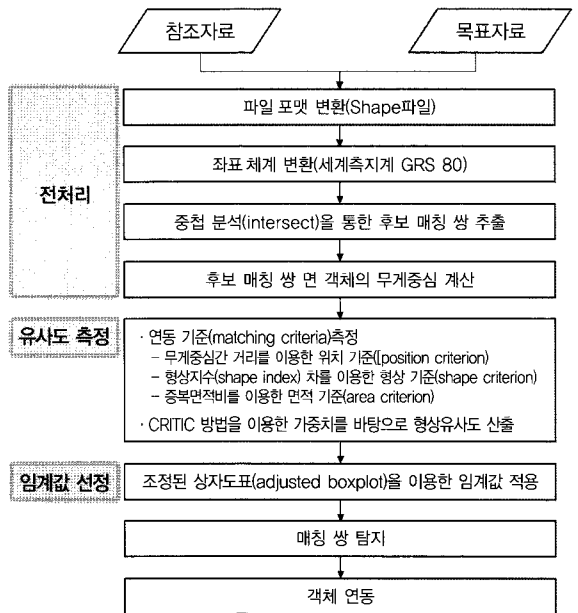 참조자료
목표자료
전처리
파일 포맷 변환(Shape파일)
좌표 체계 변환(세계측지계 GRS 80)
중첩 분석(intersect)을 통한 후보 매칭 쌍 추출
후보 매칭 쌍 면 객체의 무게중심 계산
유사도 측정
· 연동 기준(matching criteria)측정
- 무게중심간 거리를 이용한 위치 기준([position criterion)
- 형상지수(shape index) 차를 이용한 형상 기준(shape criterion)
- 중복면적비를 이용한 면적 기준(area criterion)
· CRITIC 방법을 이용한 가중치를 바탕으로 형상유사도 산출
임계값 선정
조정된 상자도표(adjusted boxplot)을 이용한 임계값 적용
매칭 쌍 탐지
객체 연동